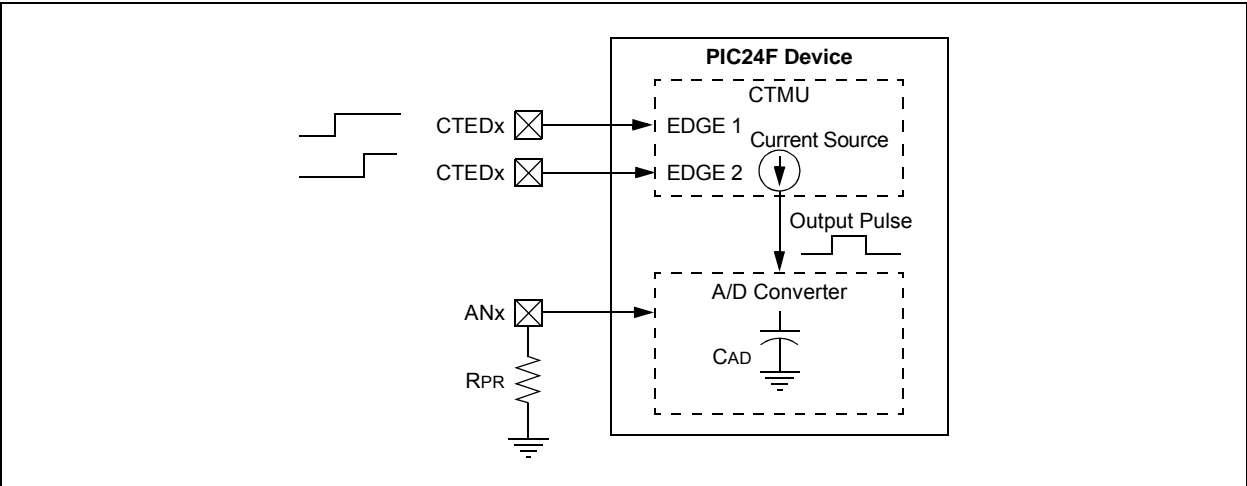 PIC24F Device
CTMU
CTEDx
EDGE 1
Current Source
CTEDx
EDGE 2
Output Pulse
A/D Converter
ANx
CAD
RPR